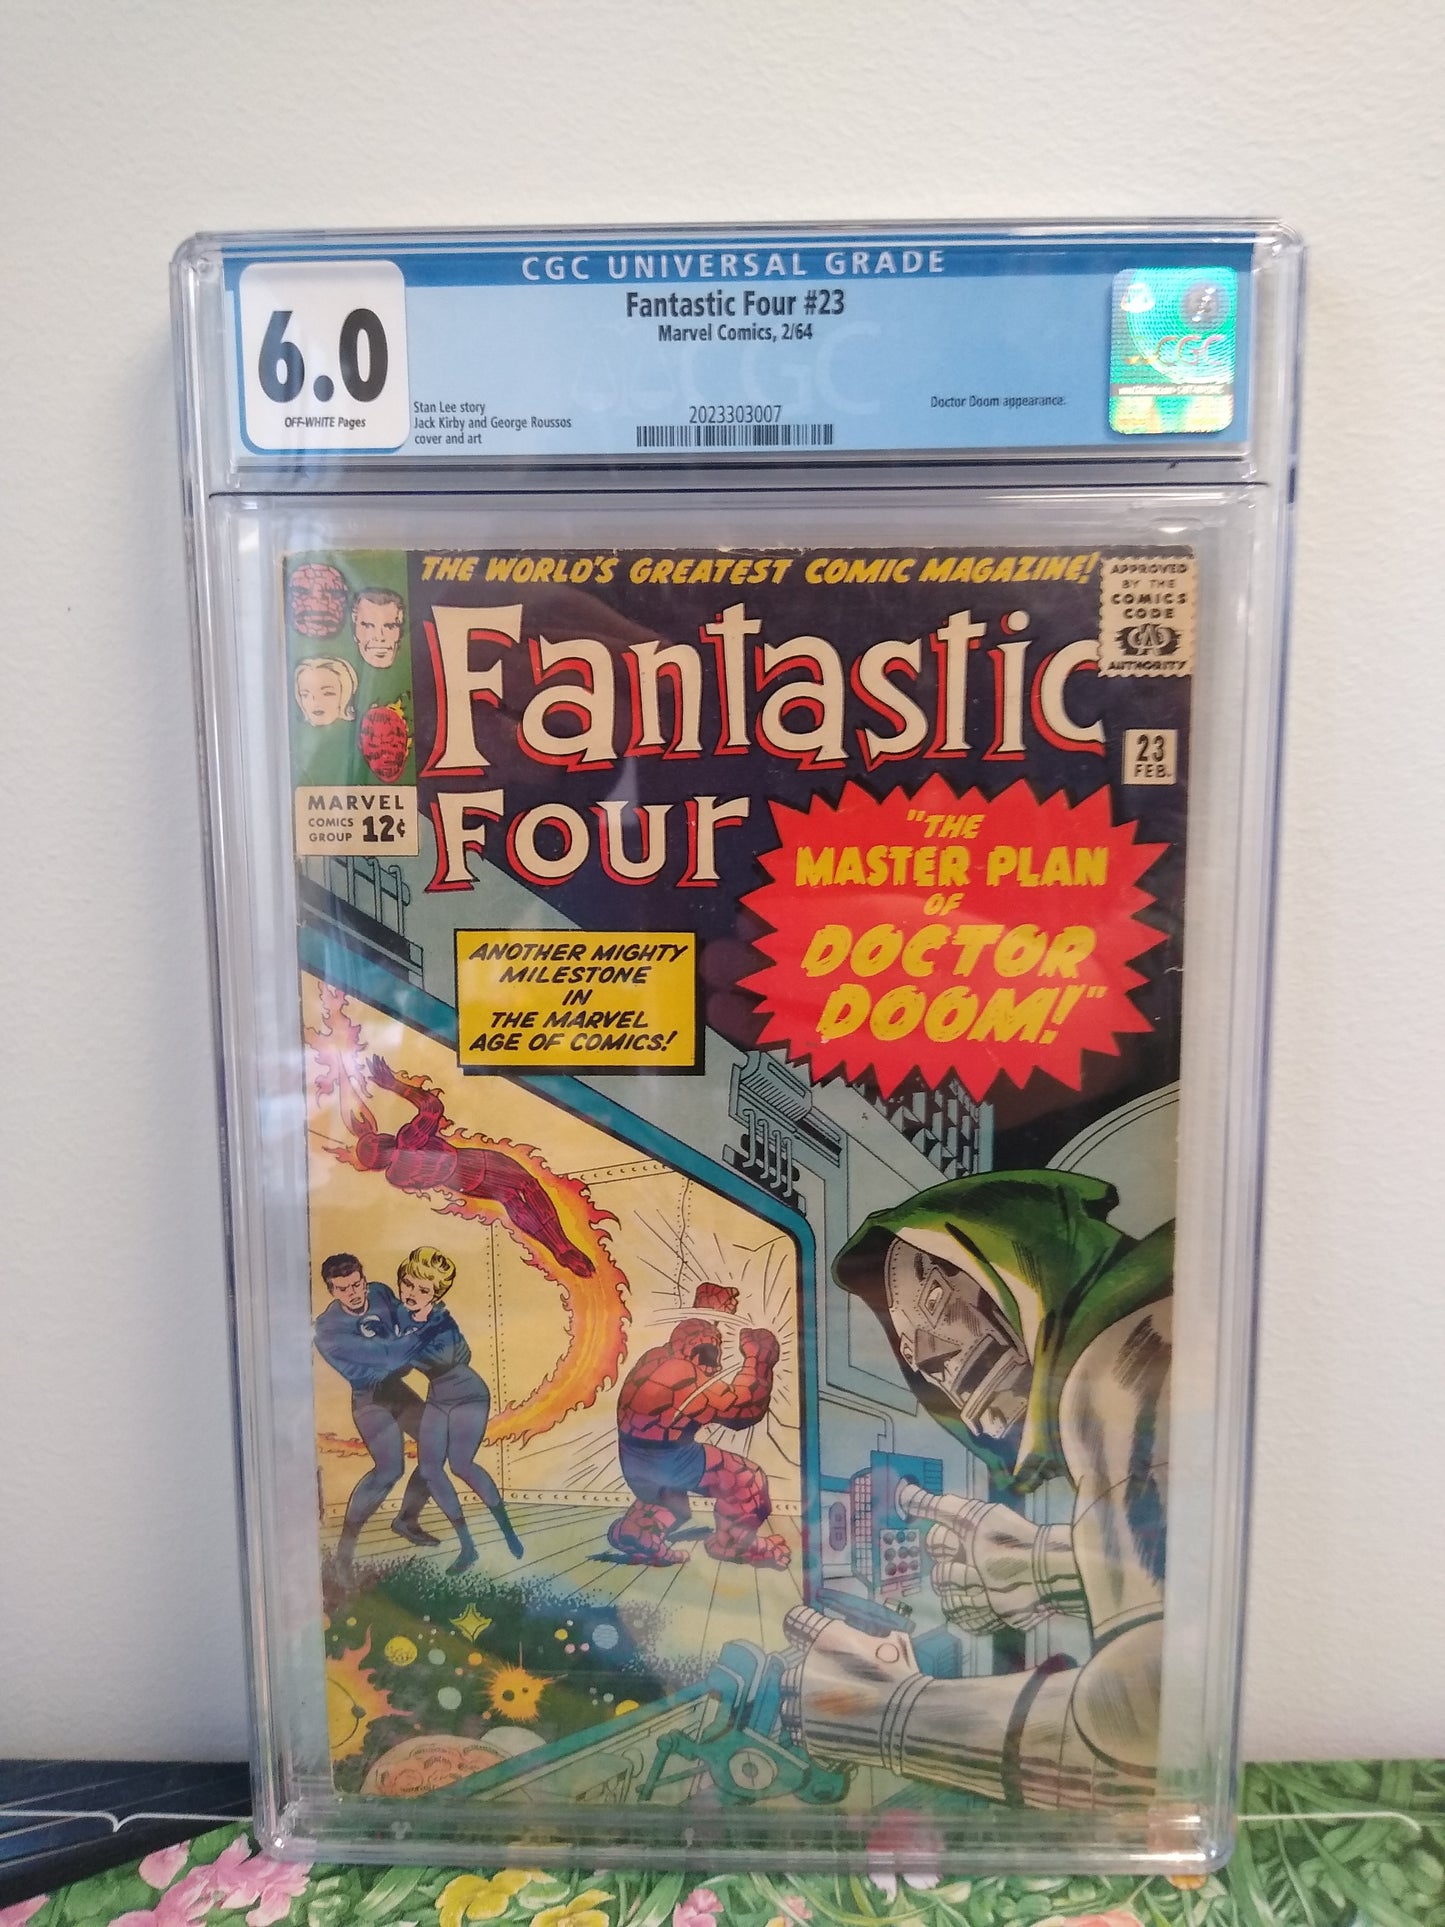 CGC UNIVERSAL GRADE
6.0
OFF-WHITE Pages
Fantastic Four #23
Marvel Comics, 2/64
Stan Lee story
Jack Kirby and George Roussos
cover and art
2023303007
Doctor Doom appearance.
CGC
THE WORLD'S GREATEST COMIC MAGAZINE!
APPROVED
BY THE
COMICS
CODE
AUTHORITY
Fantastic
Four
23
FEB.
MARVEL
COMICS
GROUP 12¢
"THE
MASTER PLAN
OF
DOCTOR
DOOM!"
ANOTHER MIGHTY
MILESTONE
IN
THE MARVEL
AGE OF COMICS!